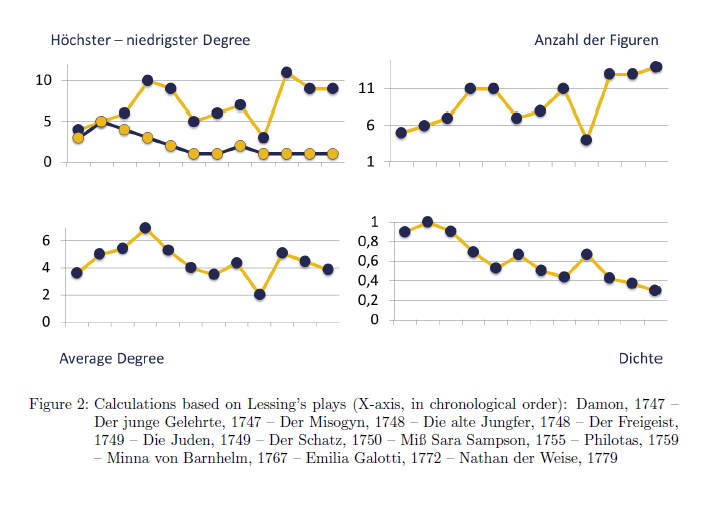 Höchster – niedrigster Degree
10
5
0
Anzahl der Figuren
11
6
1
6
4
2
0
Average Degree
1
0,8
0,6
0,4
0,2
0
Dichte
Figure 2: Calculations based on Lessing's plays (X-axis, in chronological order): Damon, 1747 –
Der junge Gelehrte, 1747 – Der Misogyn, 1748 – Die alte Jungfer, 1748 – Der Freigeist,
1749 – Die Juden, 1749 – Der Schatz, 1750 – Miß Sara Sampson, 1755 – Philotas, 1759
– Minna von Barnhelm, 1767 – Emilia Galotti, 1772 – Nathan der Weise, 1779